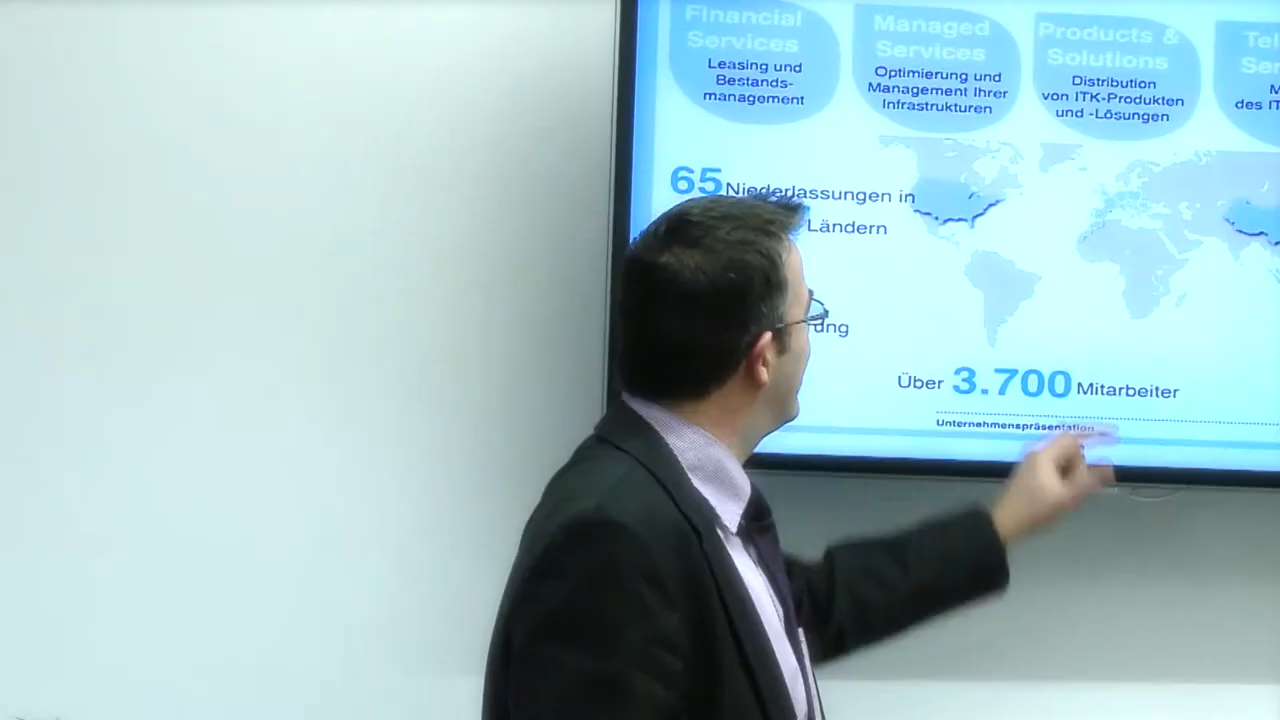 Financial
Services
Leasing und
Bestands-
management
Managed
Services
Optimierung und
Management Ihrer
Infrastrukturen
Products &
Solutions
Distribution
von ITK-Produkten
und -Lösungen
des
65 Niederlassungen in
Ländern
Über 3.700 Mitarbeiter
Unternehmenspräsentation